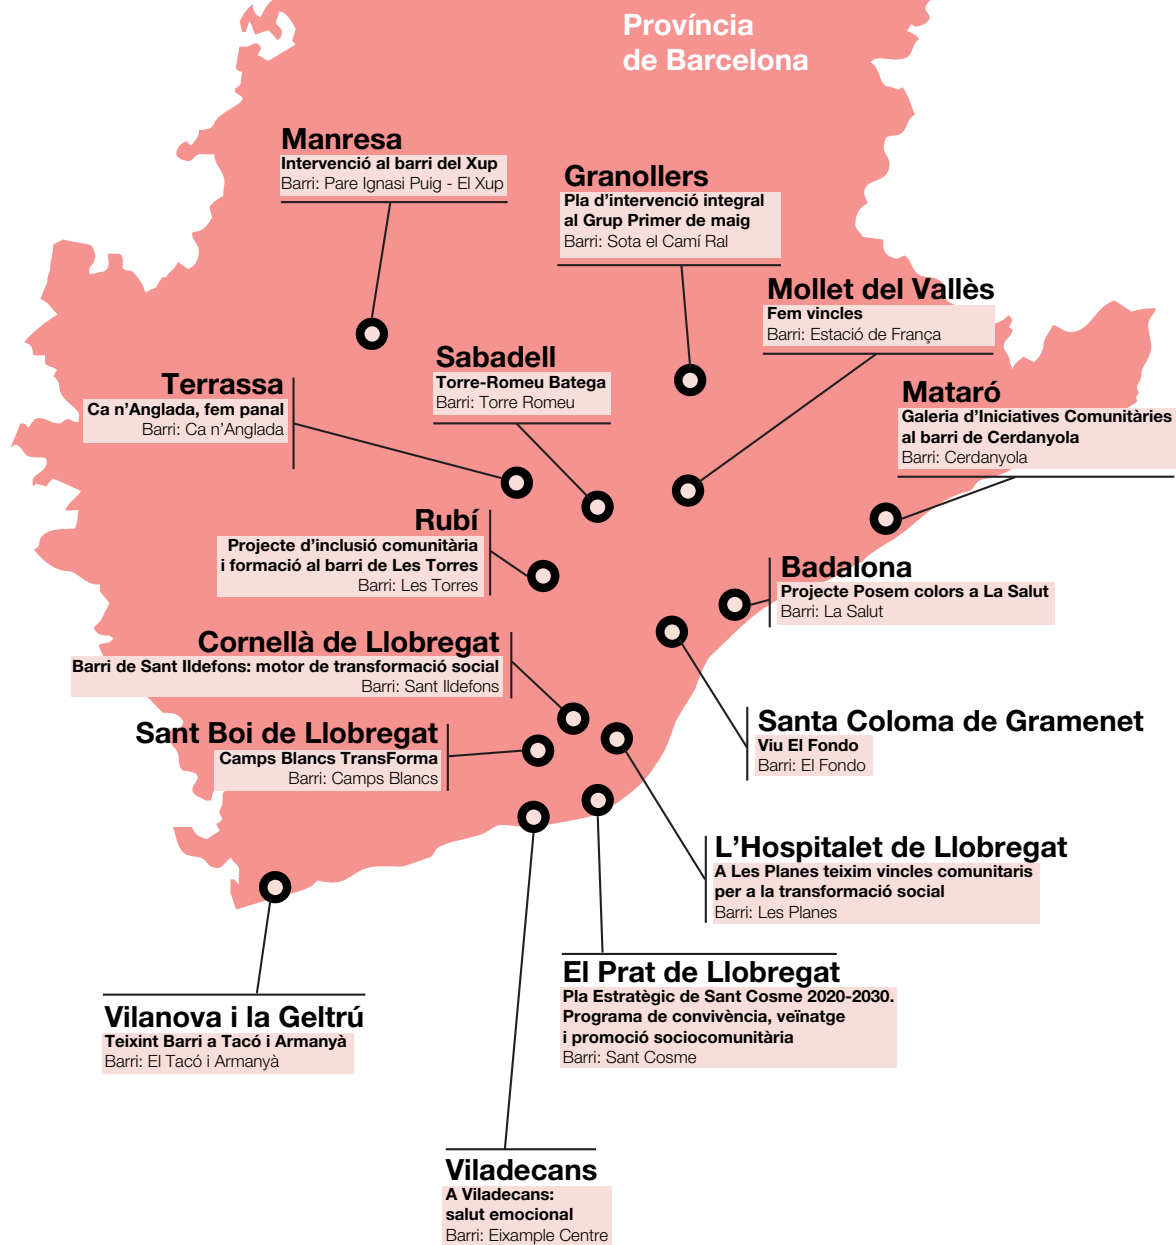 Província
de Barcelona
Manresa
Intervenció al barri del Xup
Barri: Pare Ignasi Puig - El Xup
Granollers
Pla d’intervenció integral
al Grup Primer de maig
Barri: Sota el Camí Ral
Mollet del Vallès
Fem vincles
Barri: Estació de França
Sabadell
Torre-Romeu Batega
Barri: Torre Romeu
Terrassa
Ca n’Anglada, fem panal
Barri: Ca n’Anglada
Mataró
Galeria d’Iniciatives Comunitàries
al barri de Cerdanyola
Barri: Cerdanyola
Rubí
Projecte d’inclusió comunitària
i formació al barri de Les Torres
Barri: Les Torres
Badalona
Projecte Posem colors a La Salut
Barri: La Salut
Cornellà de Llobregat
Barri de Sant Ildefons: motor de transformació social
Barri: Sant Ildefons
Sant Boi de Llobregat
Camps Blancs TransForma
Barri: Camps Blancs
Santa Coloma de Gramenet
Viu El Fondo
Barri: El Fondo
L’Hospitalet de Llobregat
A Les Planes teixim vincles comunitaris
per a la transformació social
Barri: Les Planes
El Prat de Llobregat
Pla Estratègic de Sant Cosme 2020-2030.
Programa de convivència, veïnatge
i promoció sociocomunitària
Barri: Sant Cosme
Vilanova i la Geltrú
Teixint Barri a Tacó i Armanyà
Barri: El Tacó i Armanyà
Viladecans
A Viladecans:
salut emocional
Barri: Eixample Centre